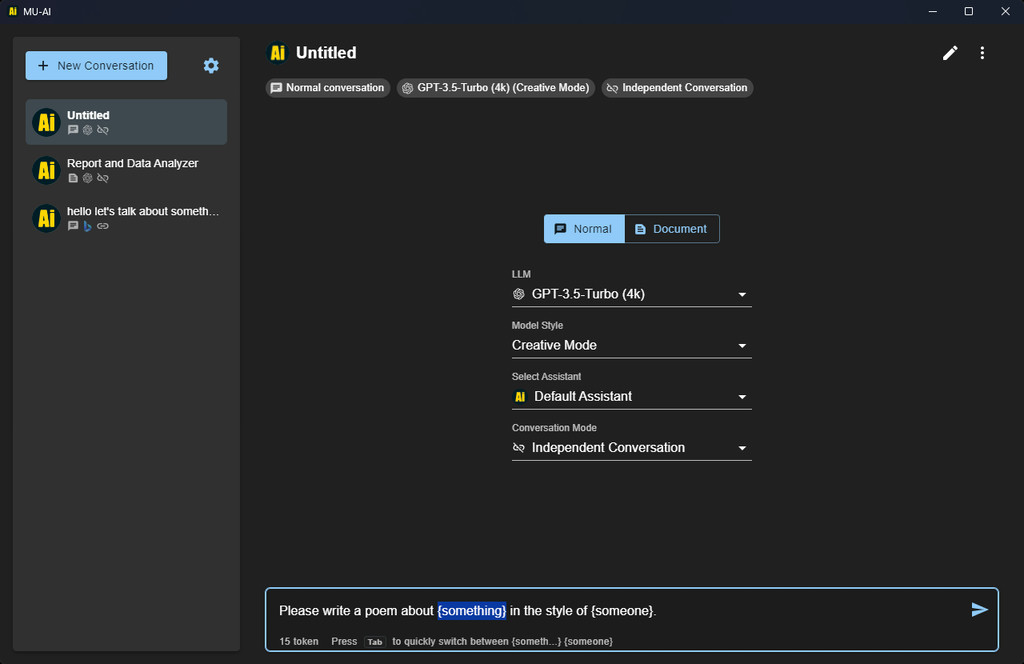 Ai MU-AI
+ New Conversation
Ai Untitled
Ai Report and Data Analyzer
Ai hello let's talk about someth...
Ai Untitled
Normal conversation GPT-3.5-Turbo (4k) (Creative Mode) Independent Conversation
Normal Document
LLM
GPT-3.5-Turbo (4k)
Model Style
Creative Mode
Select Assistant
Ai Default Assistant
Conversation Mode
Independent Conversation
Please write a poem about {something} in the style of {someone}.
15 token Press Tab to quickly switch between {someth...} {someone}